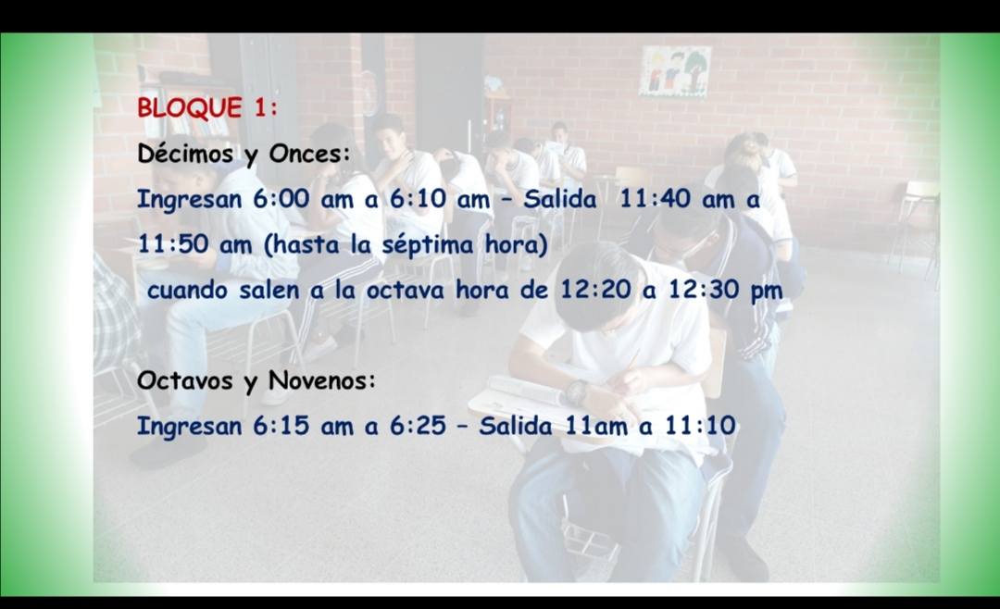 BLOQUE 1:
Décimos y Onces:
Ingresan 6:00 am a 6:10 am - Salida 11:40 am a
11:50 am (hasta la séptima hora)
cuando salen a la octava hora de 12:20 a 12:30 pm
Octavos y Novenos:
Ingresan 6:15 am a 6:25 - Salida 11am a 11:10